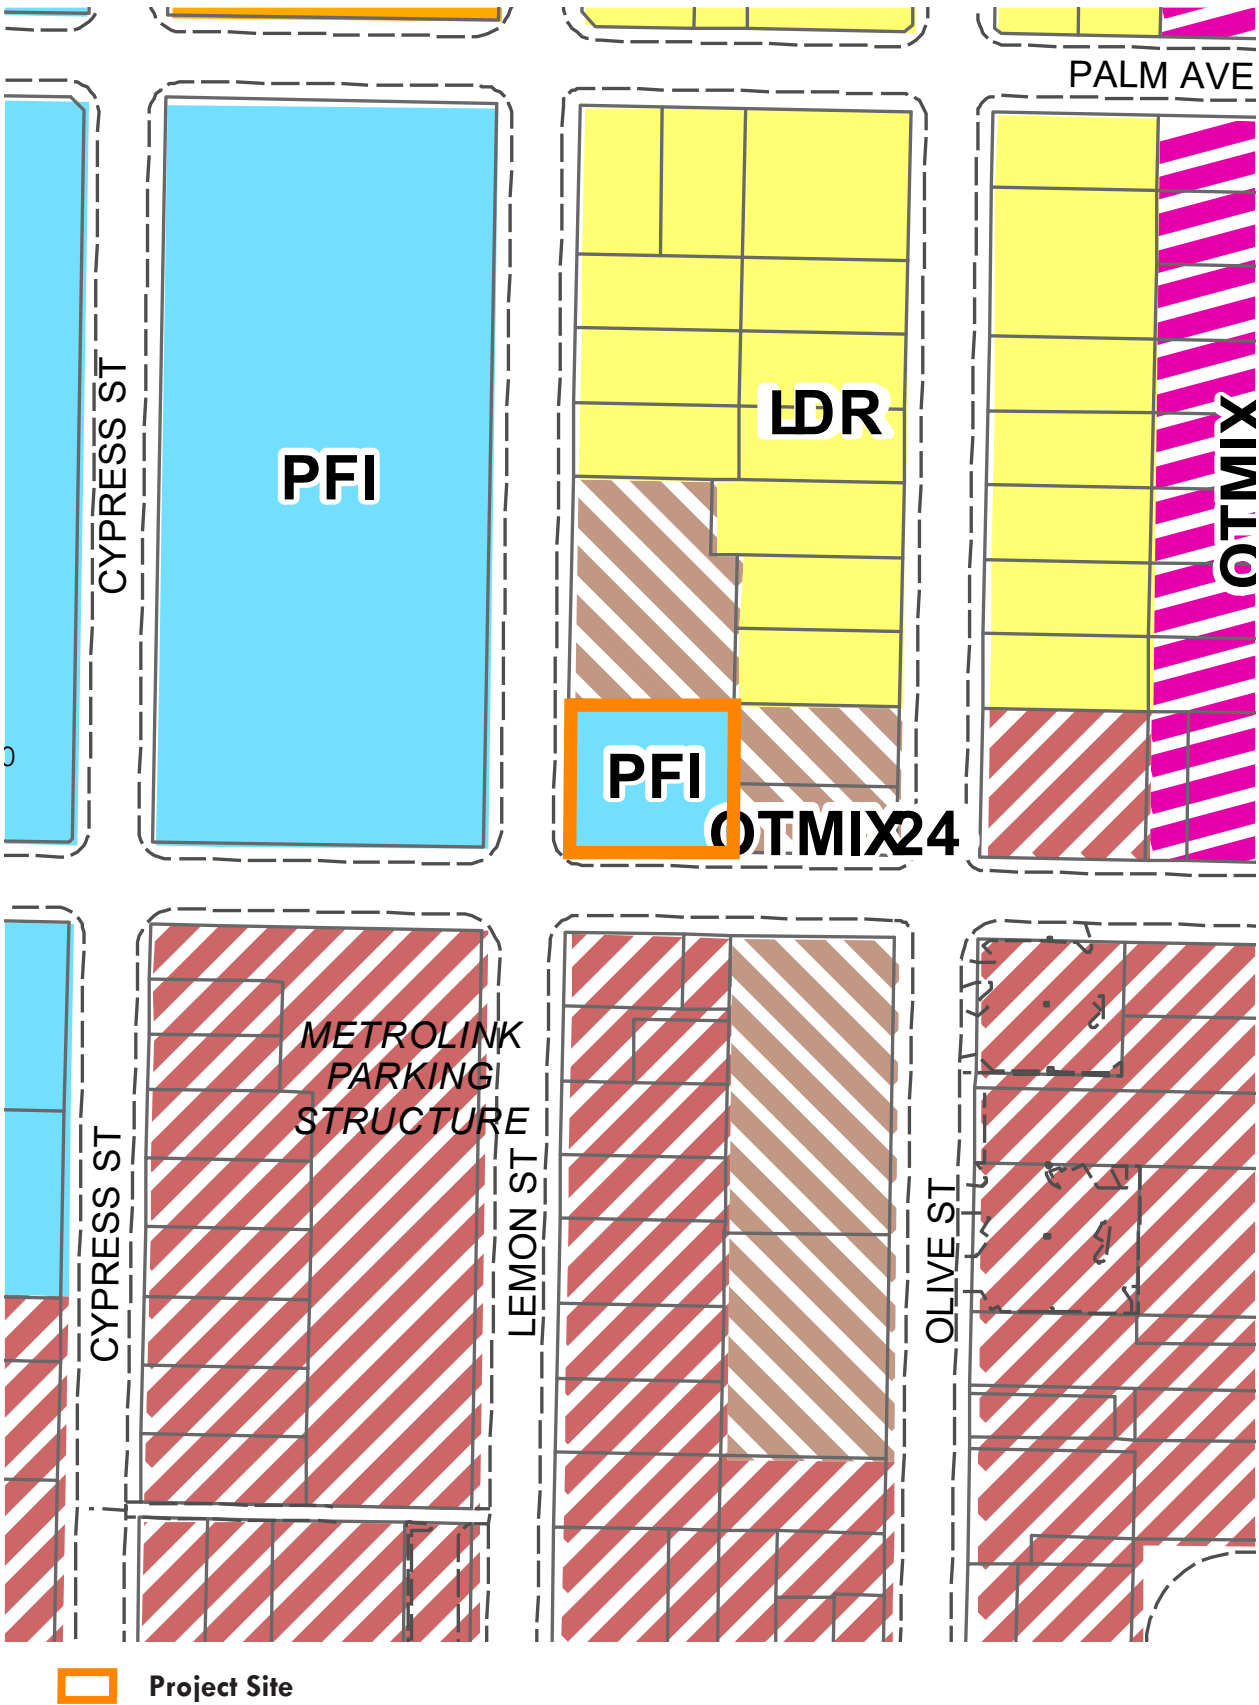 PALM AVE
CYPRESS ST
PFI
LDR
OTMIX
PFI
0
OTMIX24
METROLINK
PARKING
STRUCTURE
CYPRESS ST
LEMON ST
OLIVE ST
Project Site